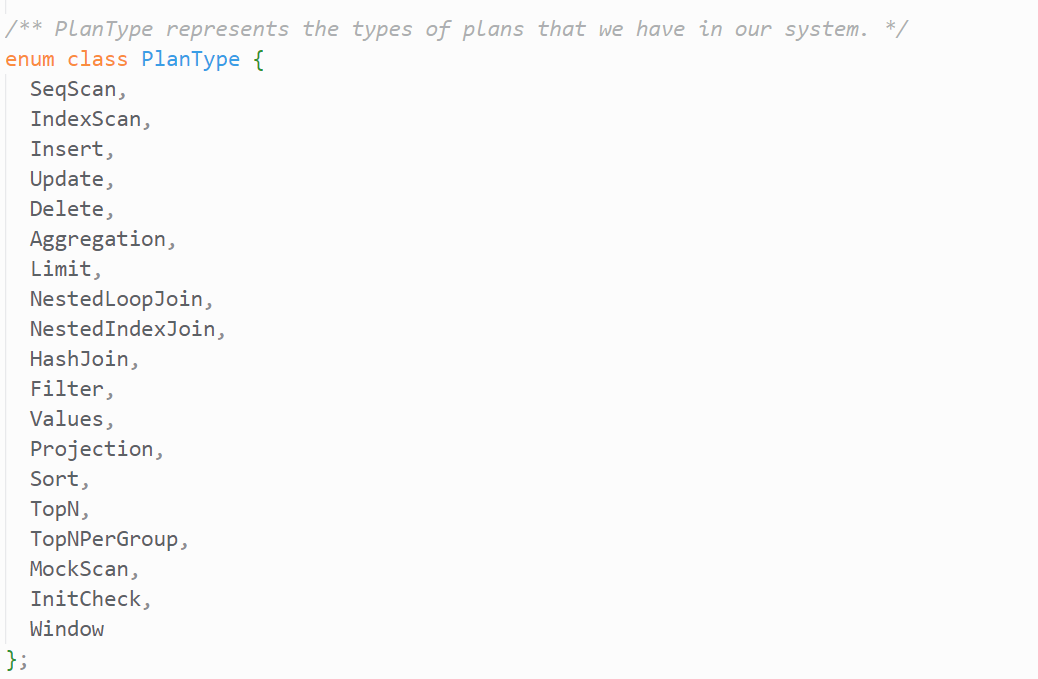 /** PlanType represents the types of plans that we have in our system. */
enum class PlanType {
  SeqScan,
  IndexScan,
  Insert,
  Update,
  Delete,
  Aggregation,
  Limit,
  NestedLoopJoin,
  NestedIndexJoin,
  HashJoin,
  Filter,
  Values,
  Projection,
  Sort,
  TopN,
  TopNPerGroup,
  MockScan,
  InitCheck,
  Window
};